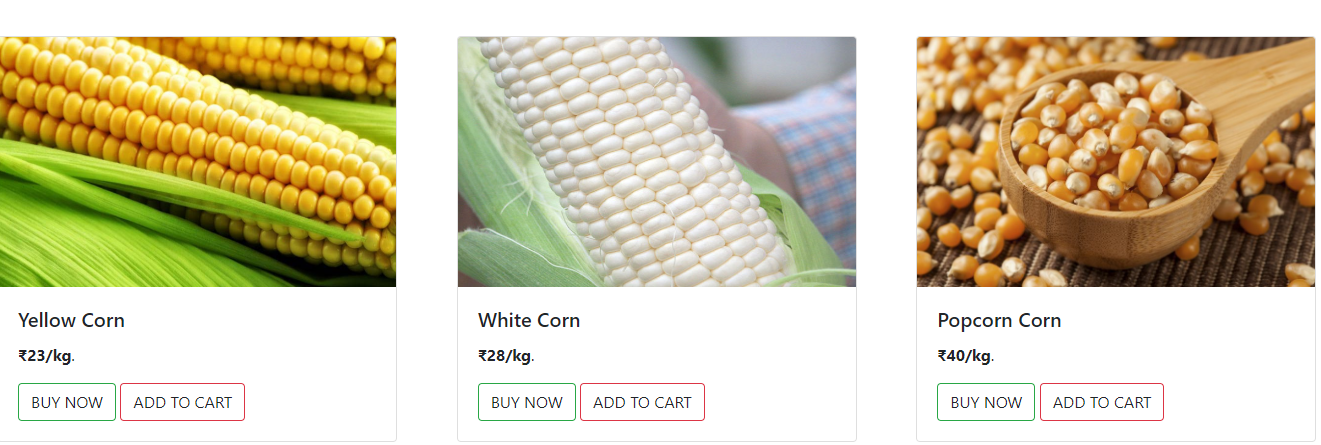 Yellow Corn
₹23/kg.
BUY NOW ADD TO CART
White Corn
₹28/kg.
BUY NOW ADD TO CART
Popcorn Corn
₹40/kg.
BUY NOW ADD TO CART